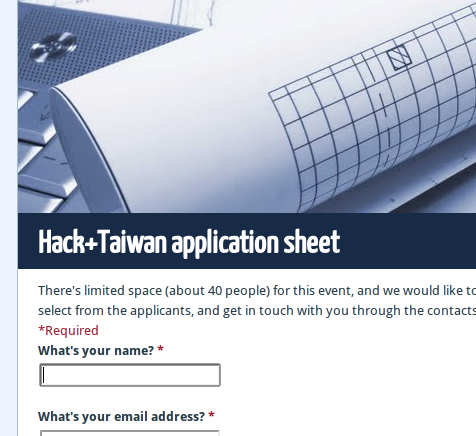 Hack+Taiwan application sheet
There's limited space (about 40 people) for this event, and we would like to
select from the applicants, and get in touch with you through the contacts
*Required
What's your name? *
What's your email address? *